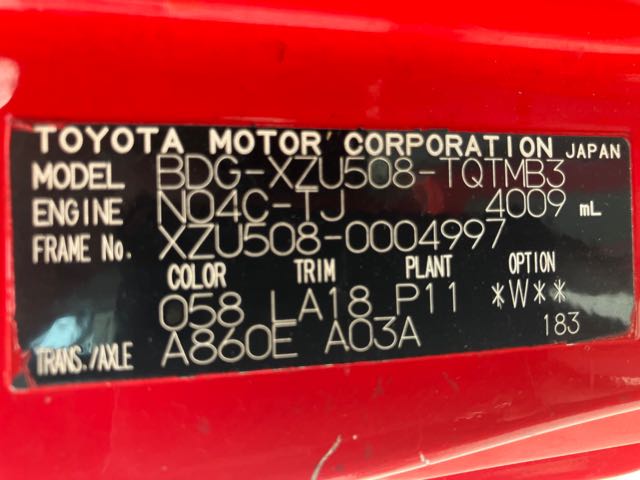 TOYOTA MOTOR CORPORATION JAPAN
MODEL BDG-XZU508-TQTMB3
ENGINE N04C-TJ 4009 mL
FRAME No. XZU508-0004997
COLOR TRIM PLANT OPTION
058 LA18 P11 *W**
183
TRANS./AXLE A860E A03A